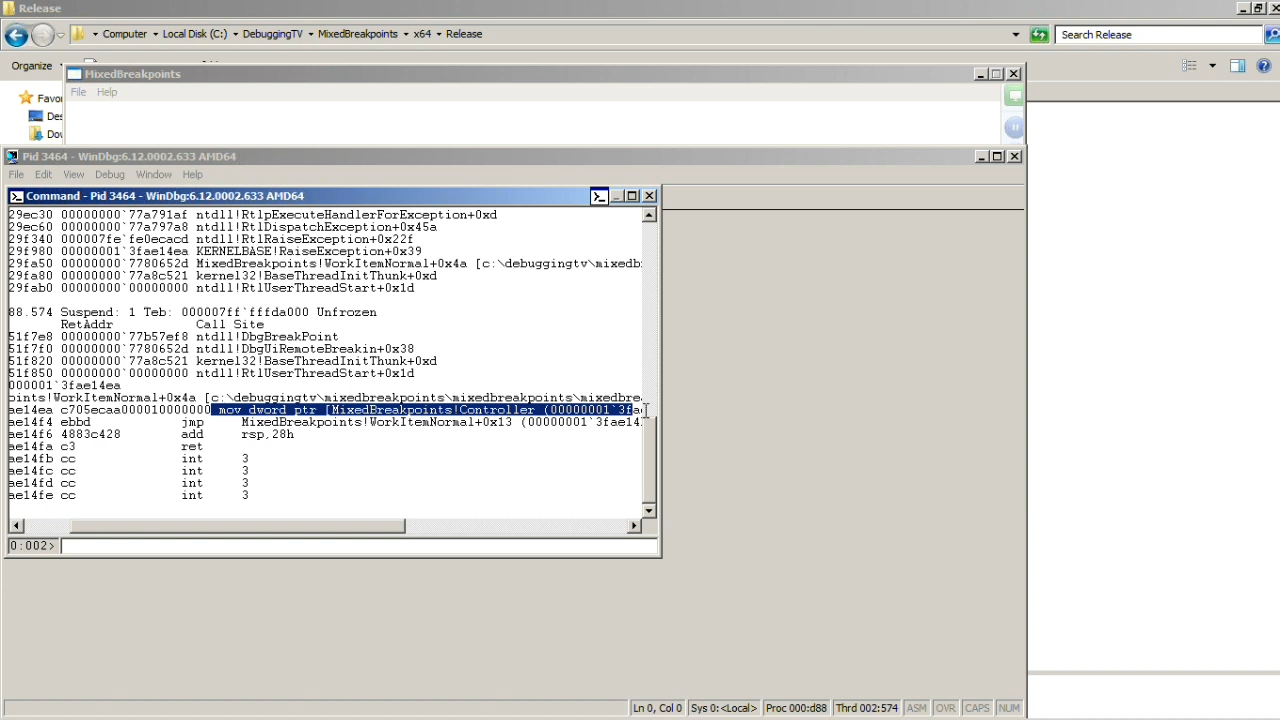 Release
Computer Local Disk (C:) DebuggingTV MixedBreakpoints x64 Release
Search Release
Organize
MixedBreakpoints
Favo
File Help
Des
Dov
Pid 3464 - WinDbg:6.12.0002.633 AMD64
File Edit View Debug Window Help
Command - Pid 3464 - WinDbg:6.12.0002.633 AMD64
29ec30 00000000`77a791af ntdll!RtlpExecuteHandlerForException+0xd
29ec60 00000000`77a797a8 ntdll!RtlDispatchException+0x45a
29f340 000007fe`fe0ecacd ntdll!RtlRaiseException+0x22f
29f980 00000001`3fae14ea KERNELBASE!RaiseException+0x39
29fa50 00000000`7780652d MixedBreakpoints!WorkItemNormal+0x4a [c:\debuggingtv\mixedb
29fa80 00000000`77a8c521 kernel32!BaseThreadInitThunk+0xd
29fab0 00000000`00000000 ntdll!RtlUserThreadStart+0x1d
88.574 Suspend: 1 Teb: 000007ff`fffda000 Unfrozen
RetAddr Call Site
51f7e8 00000000`77b57ef8 ntdll!DbgBreakPoint
51f7f0 00000000`7780652d ntdll!DbgUiRemoteBreakin+0x38
51f820 00000000`77a8c521 kernel32!BaseThreadInitThunk+0xd
51f850 00000000`00000000 ntdll!RtlUserThreadStart+0x1d
000001`3fae14ea
points!WorkItemNormal+0x4a [c:\debuggingtv\mixedbreakpoints\mixedbreakpoints\mixedbre
ae14ea c705ecaa000010000000 mov dword ptr [MixedBreakpoints!Controller (00000001`3fae
ae14f4 ebbd jmp MixedBreakpoints!WorkItemNormal+0x13 (00000001`3fae14
ae14f6 4883c428 add rsp,28h
ae14fa c3 ret
ae14fb cc int 3
ae14fc cc int 3
ae14fd cc int 3
ae14fe cc int 3
0:002>
Ln 0, Col 0 Sys 0:<Local> Proc 000:d88 Thrd 002:574 ASM OVR CAPS NUM